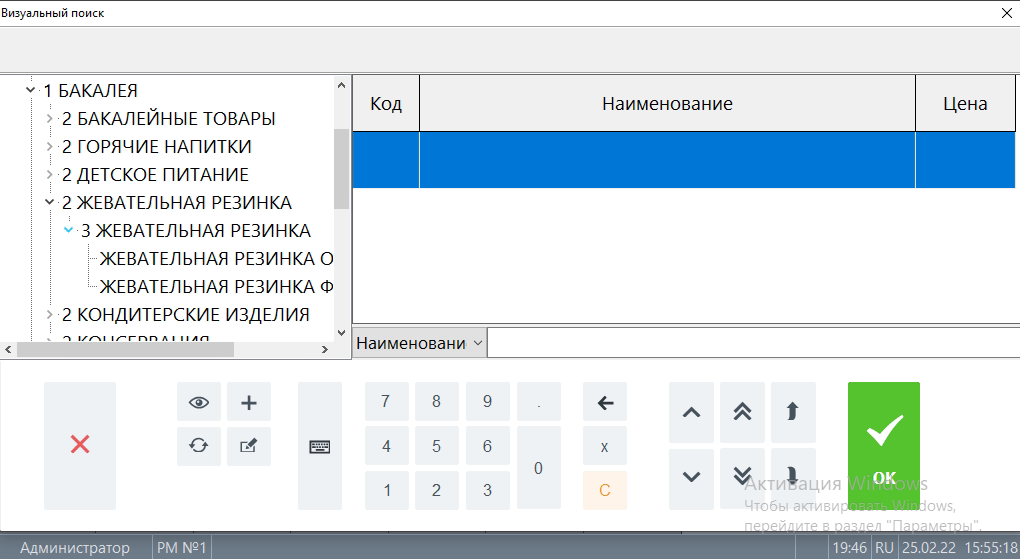 Визуальный поиск
1 БАКАЛЕЯ
2 БАКАЛЕЙНЫЕ ТОВАРЫ
2 ГОРЯЧИЕ НАПИТКИ
2 ДЕТСКОЕ ПИТАНИЕ
2 ЖЕВАТЕЛЬНАЯ РЕЗИНКА
3 ЖЕВАТЕЛЬНАЯ РЕЗИНКА
ЖЕВАТЕЛЬНАЯ РЕЗИНКА О
ЖЕВАТЕЛЬНАЯ РЕЗИНКА Ф
2 КОНДИТЕРСКИЕ ИЗДЕЛИЯ
2 КОНСЕРВАЦИЯ
Код Наименование Цена
Наименовани
7 8 9 .
4 5 6 x
0
1 2 3 C
OK
Активация Windows
Чтобы активировать Windows,
перейдите в раздел "Параметры".
Администратор РМ №1 19:46 RU 25.02.22 15:55:18